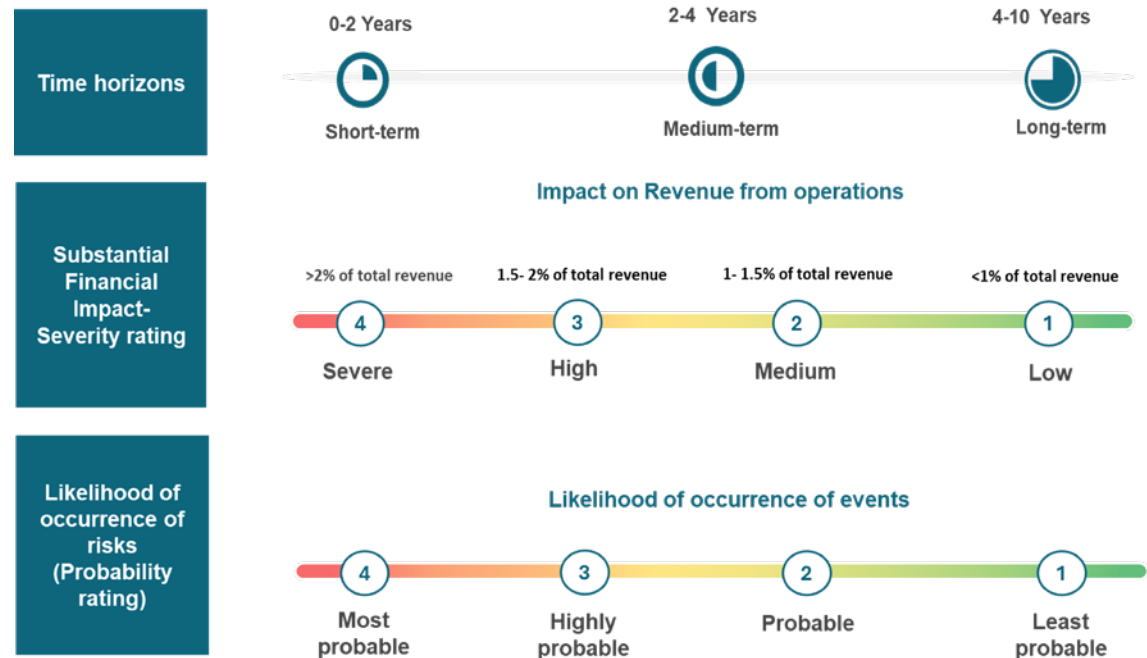 Time horizons
0-2 Years
2-4 Years
4-10 Years
Short-term
Medium-term
Long-term
Substantial
Financial
Impact-
Severity rating
Impact on Revenue from operations
>2% of total revenue
1.5- 2% of total revenue
1- 1.5% of total revenue
<1% of total revenue
4
3
2
1
Severe
High
Medium
Low
Likelihood of
occurrence of
risks
(Probability
rating)
Likelihood of occurrence of events
4
3
2
1
Most
probable
Highly
probable
Probable
Least
probable